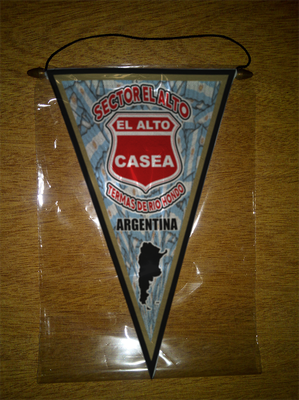 SECTOR EL ALTO
EL ALTO
CASEA
TERMAS DE RIO HONDO
ARGENTINA